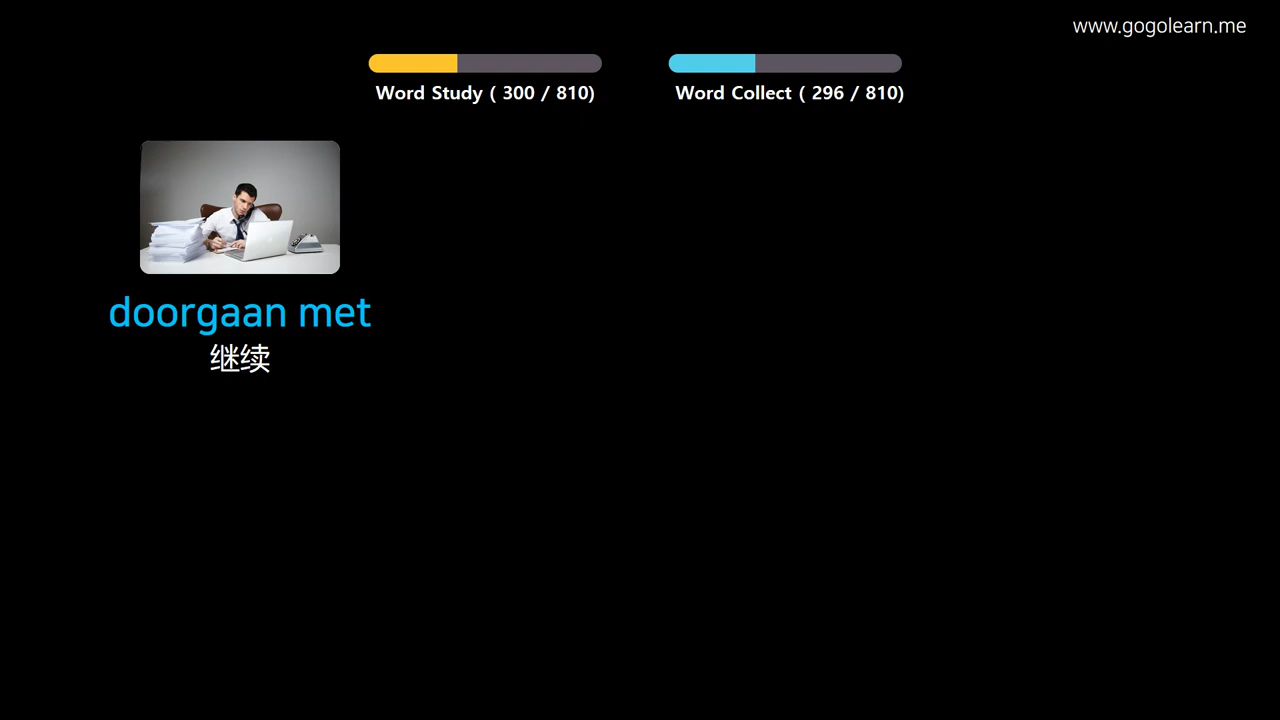 www.gogolearn.me
Word Study ( 300 / 810)
Word Collect ( 296 / 810)
doorgaan met
继续